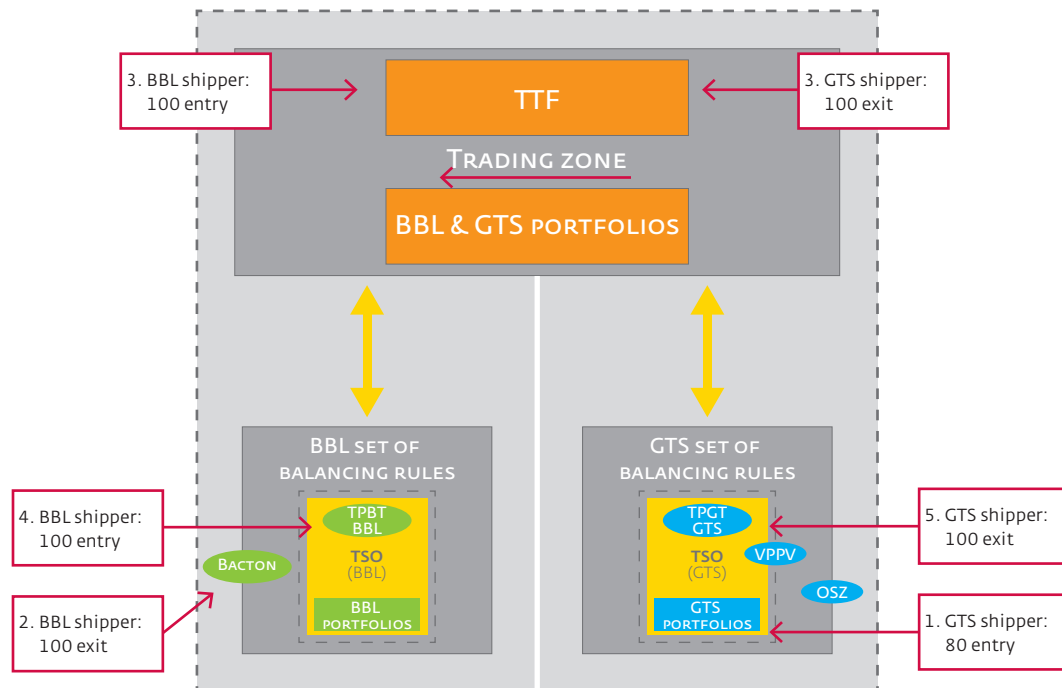 3. BBL shipper:
100 entry
TTF
3. GTS shipper:
100 exit
TRADING ZONE
BBL & GTS PORTFOLIOS
BBL SET OF
BALANCING RULES
GTS SET OF
BALANCING RULES
4. BBL shipper:
100 entry
TPBT
BBL
TSO
(BBL)
BACTON
BBL
PORTFOLIOS
2. BBL shipper:
100 exit
TPGT
GTS
TSO
(GTS)
VPPV
OSZ
GTS
PORTFOLIOS
5. GTS shipper:
100 exit
1. GTS shipper:
80 entry